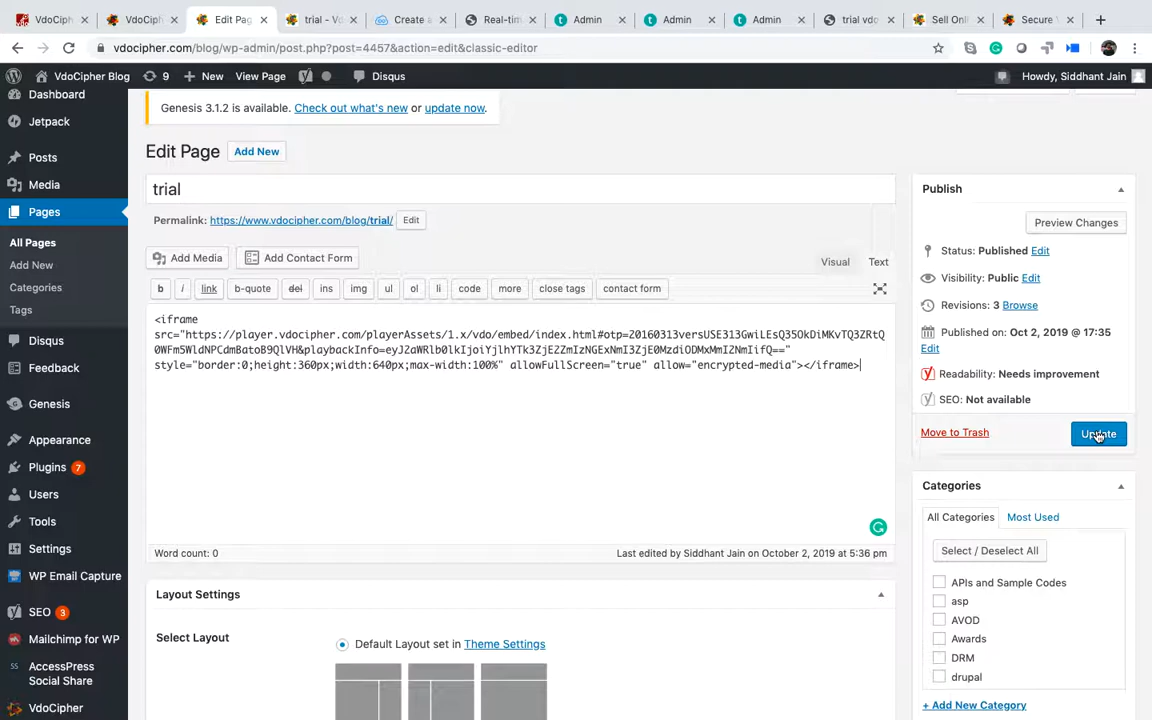 VdoCip
VdoCip
Edit Pag
trial - V
Create a
Real-tim
Admin
Admin
Admin
trial vdo
Sell Onli
Secure V
vdocipher.com/blog/wp-admin/post.php?post=4457&action=edit&classic-editor
VdoCipher Blog
9
New
View Page
Disqus
Howdy, Siddhant Jain
Dashboard
Jetpack
Posts
Media
Pages
All Pages
Add New
Categories
Tags
Disqus
Feedback
Genesis
Appearance
Plugins 7
Users
Tools
Settings
WP Email Capture
SEO 3
Mailchimp for WP
AccessPress
Social Share
VdoCipher
Genesis 3.1.2 is available. Check out what's new or update now.
Edit Page Add New
trial
Permalink: https://www.vdocipher.com/blog/trial/ Edit
Add Media Add Contact Form
Visual Text
b i link b-quote del ins img ul ol li code more close tags contact form
<iframe
src="https://player.vdocipher.com/playerAssets/1.x/vdo/embed/index.html#otp=20160313versUSE313GwiLEsQ35OkDiMKvTQ3ZRtQ
0WFm5WldNPCdmBatoB9QlVH&playbackInfo=eyJ2aWRlb0lkIjoiYjlhYTk3ZjEZZmIzNGExNmI3ZjE0MzdiODMxMmI2NmIifQ=="
style="border:0;height:360px;width:640px;max-width:100%" allowFullScreen="true" allow="encrypted-media"></iframe>
Word count: 0
Last edited by Siddhant Jain on October 2, 2019 at 5:36 pm
Layout Settings
Select Layout
Default Layout set in Theme Settings
Publish
Preview Changes
Status: Published Edit
Visibility: Public Edit
Revisions: 3 Browse
Published on: Oct 2, 2019 @ 17:35
Edit
Readability: Needs improvement
SEO: Not available
Move to Trash
Update
Categories
All Categories Most Used
Select / Deselect All
APIs and Sample Codes
asp
AVOD
Awards
DRM
drupal
+ Add New Category